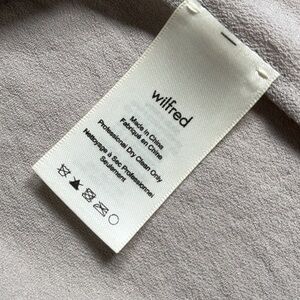 wilfred
Made in China
Fabriqué en Chine
Professional Dry Clean Only
Nettoyage à Sec Professionnel
Seulement